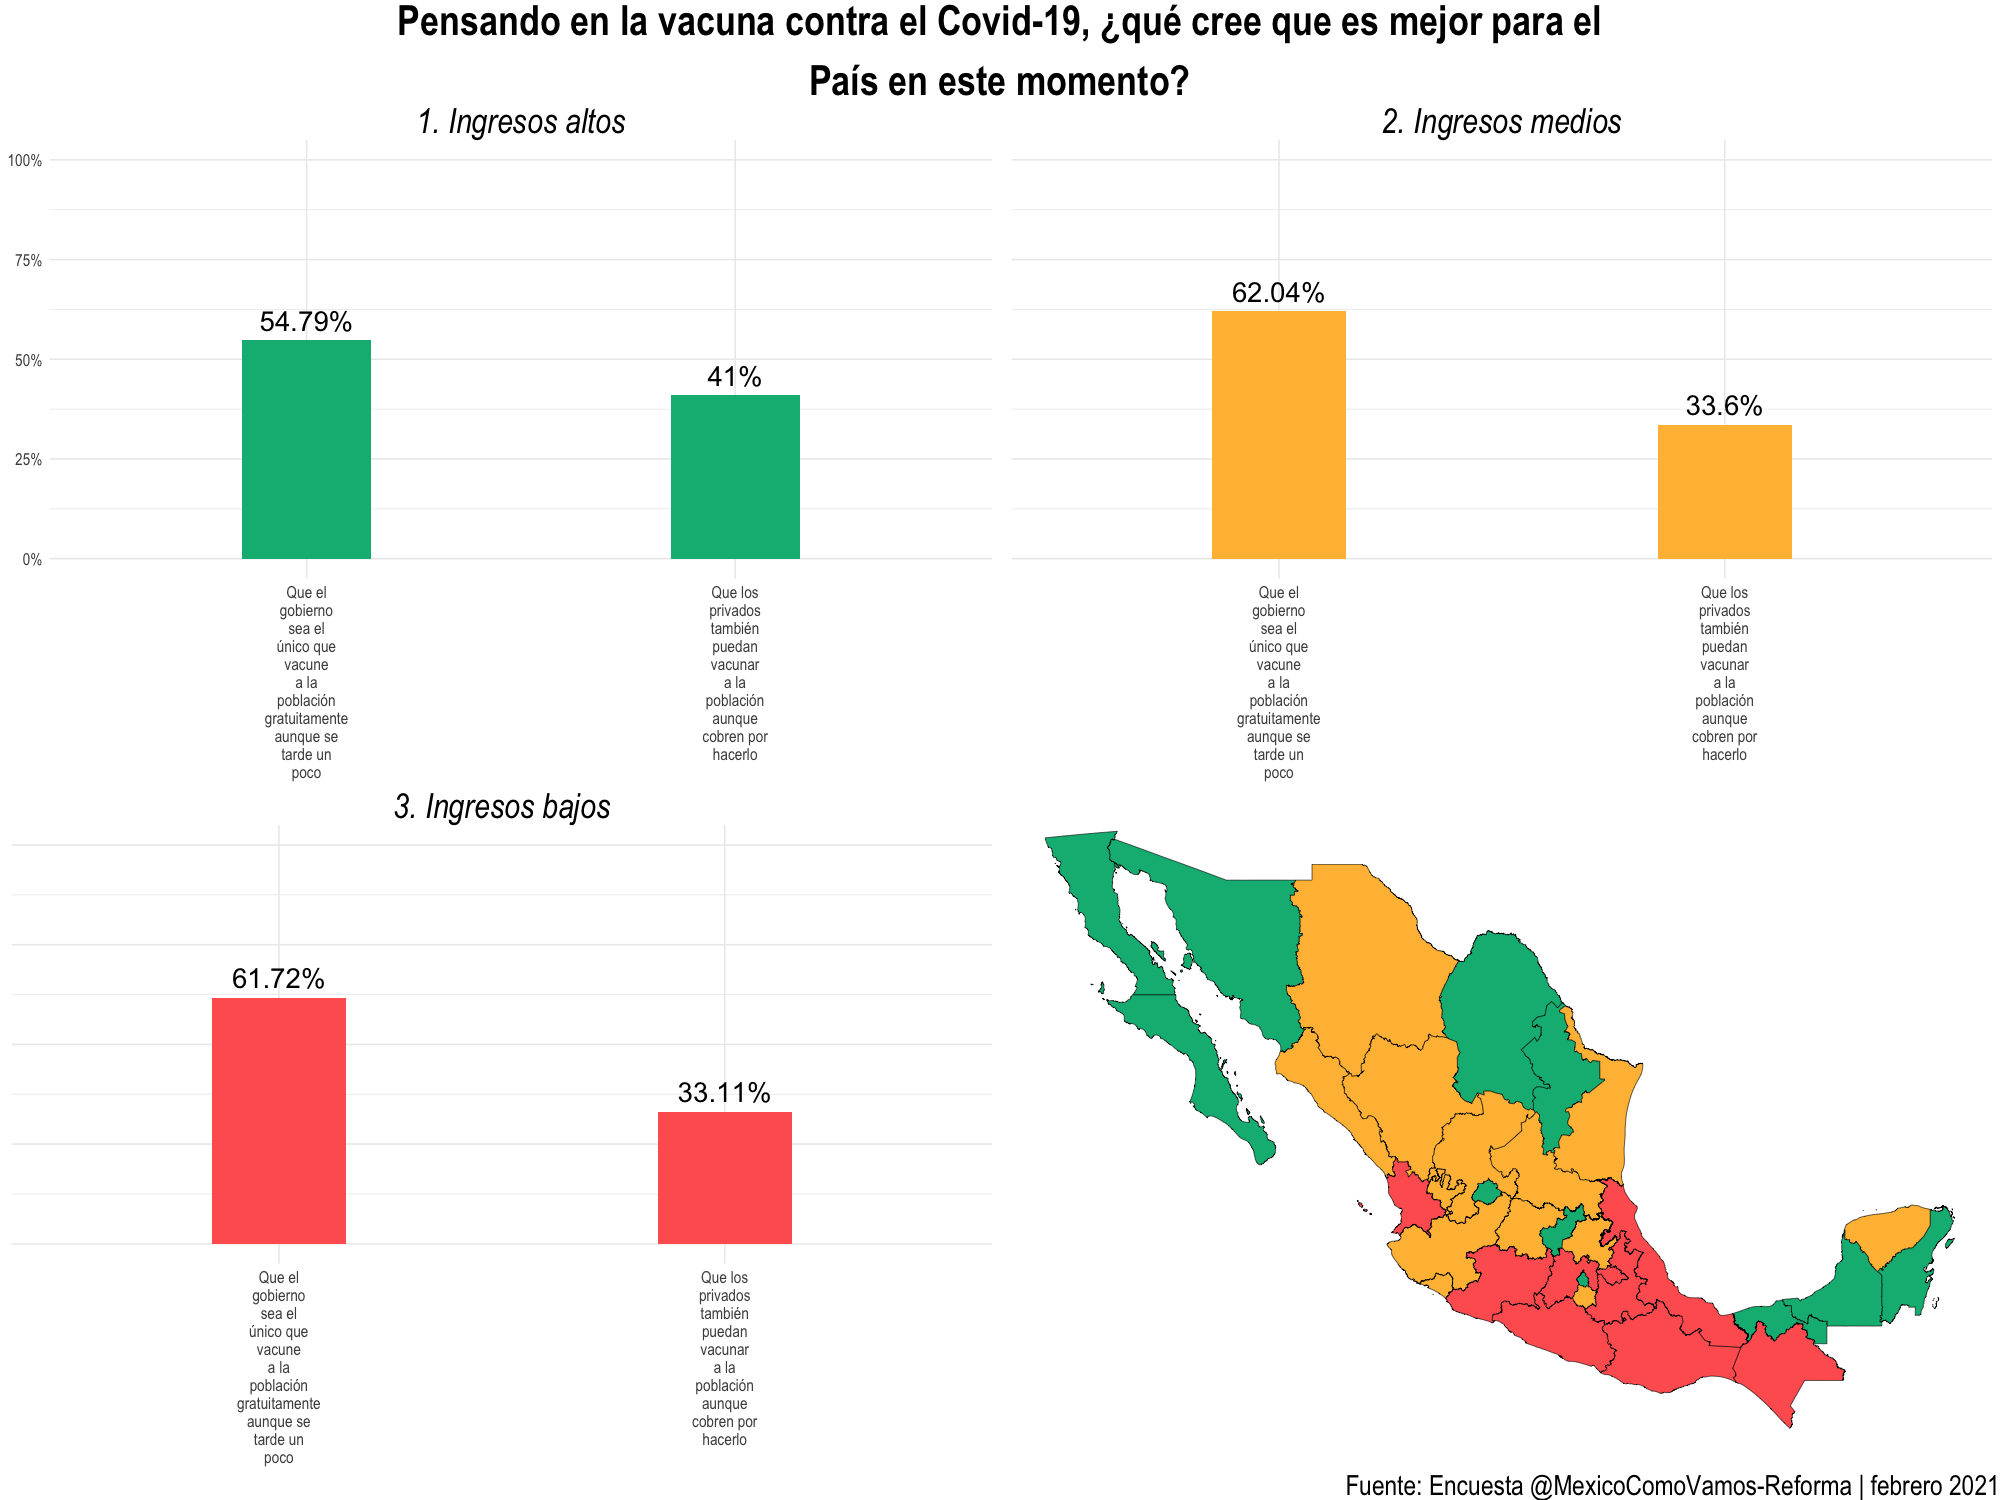 Pensando en la vacuna contra el Covid-19, ¿qué cree que es mejor para el
País en este momento?
1. Ingresos altos
100%
75%
50%
25%
0%
54.79%
41%
Que el
gobierno
sea el
único que
vacune
a la
población
gratuitamente
aunque se
tarde un
poco
Que los
privados
también
puedan
vacunar
a la
población
aunque
cobren por
hacerlo
2. Ingresos medios
62.04%
33.6%
Que el
gobierno
sea el
único que
vacune
a la
población
gratuitamente
aunque se
tarde un
poco
Que los
privados
también
puedan
vacunar
a la
población
aunque
cobren por
hacerlo
3. Ingresos bajos
61.72%
33.11%
Que el
gobierno
sea el
único que
vacune
a la
población
gratuitamente
aunque se
tarde un
poco
Que los
privados
también
puedan
vacunar
a la
población
aunque
cobren por
hacerlo
Fuente: Encuesta @MexicoComoVamos-Reforma | febrero 2021